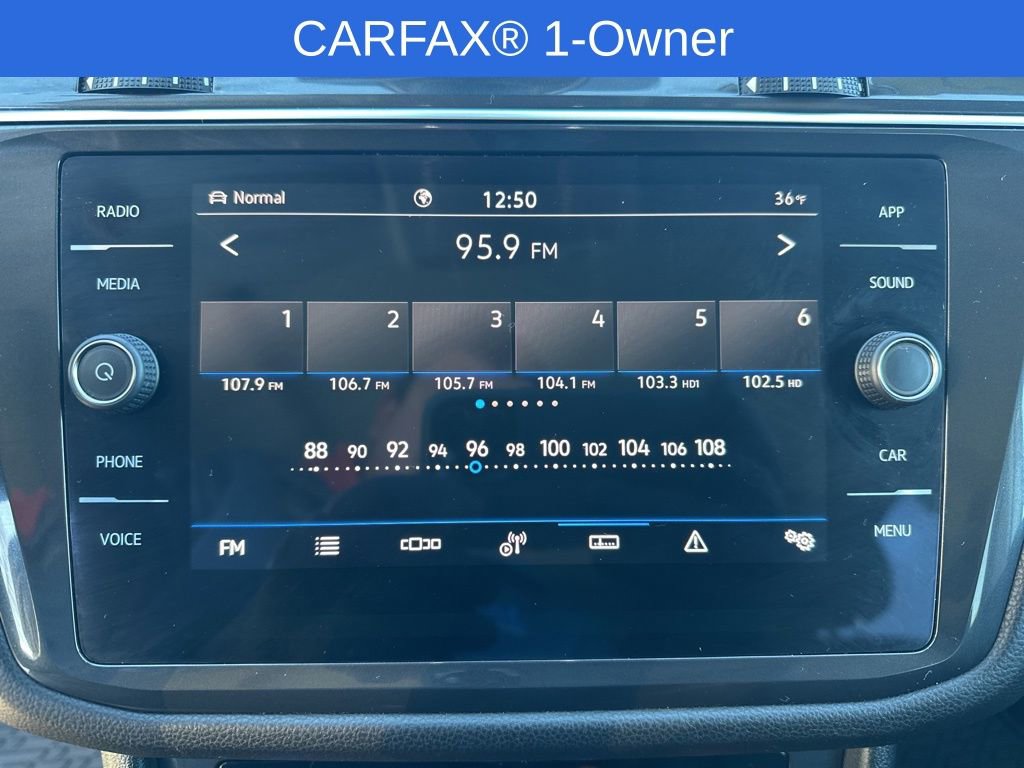 CARFAX® 1-Owner
Normal 12:50 36°F
RADIO
APP
95.9 FM
MEDIA
SOUND
1 2 3 4 5 6
107.9 FM 106.7 FM 105.7 FM 104.1 FM 103.3 HD1 102.5 HD
88 90 92 94 96 98 100 102 104 106 108
PHONE
CAR
VOICE
MENU
FM